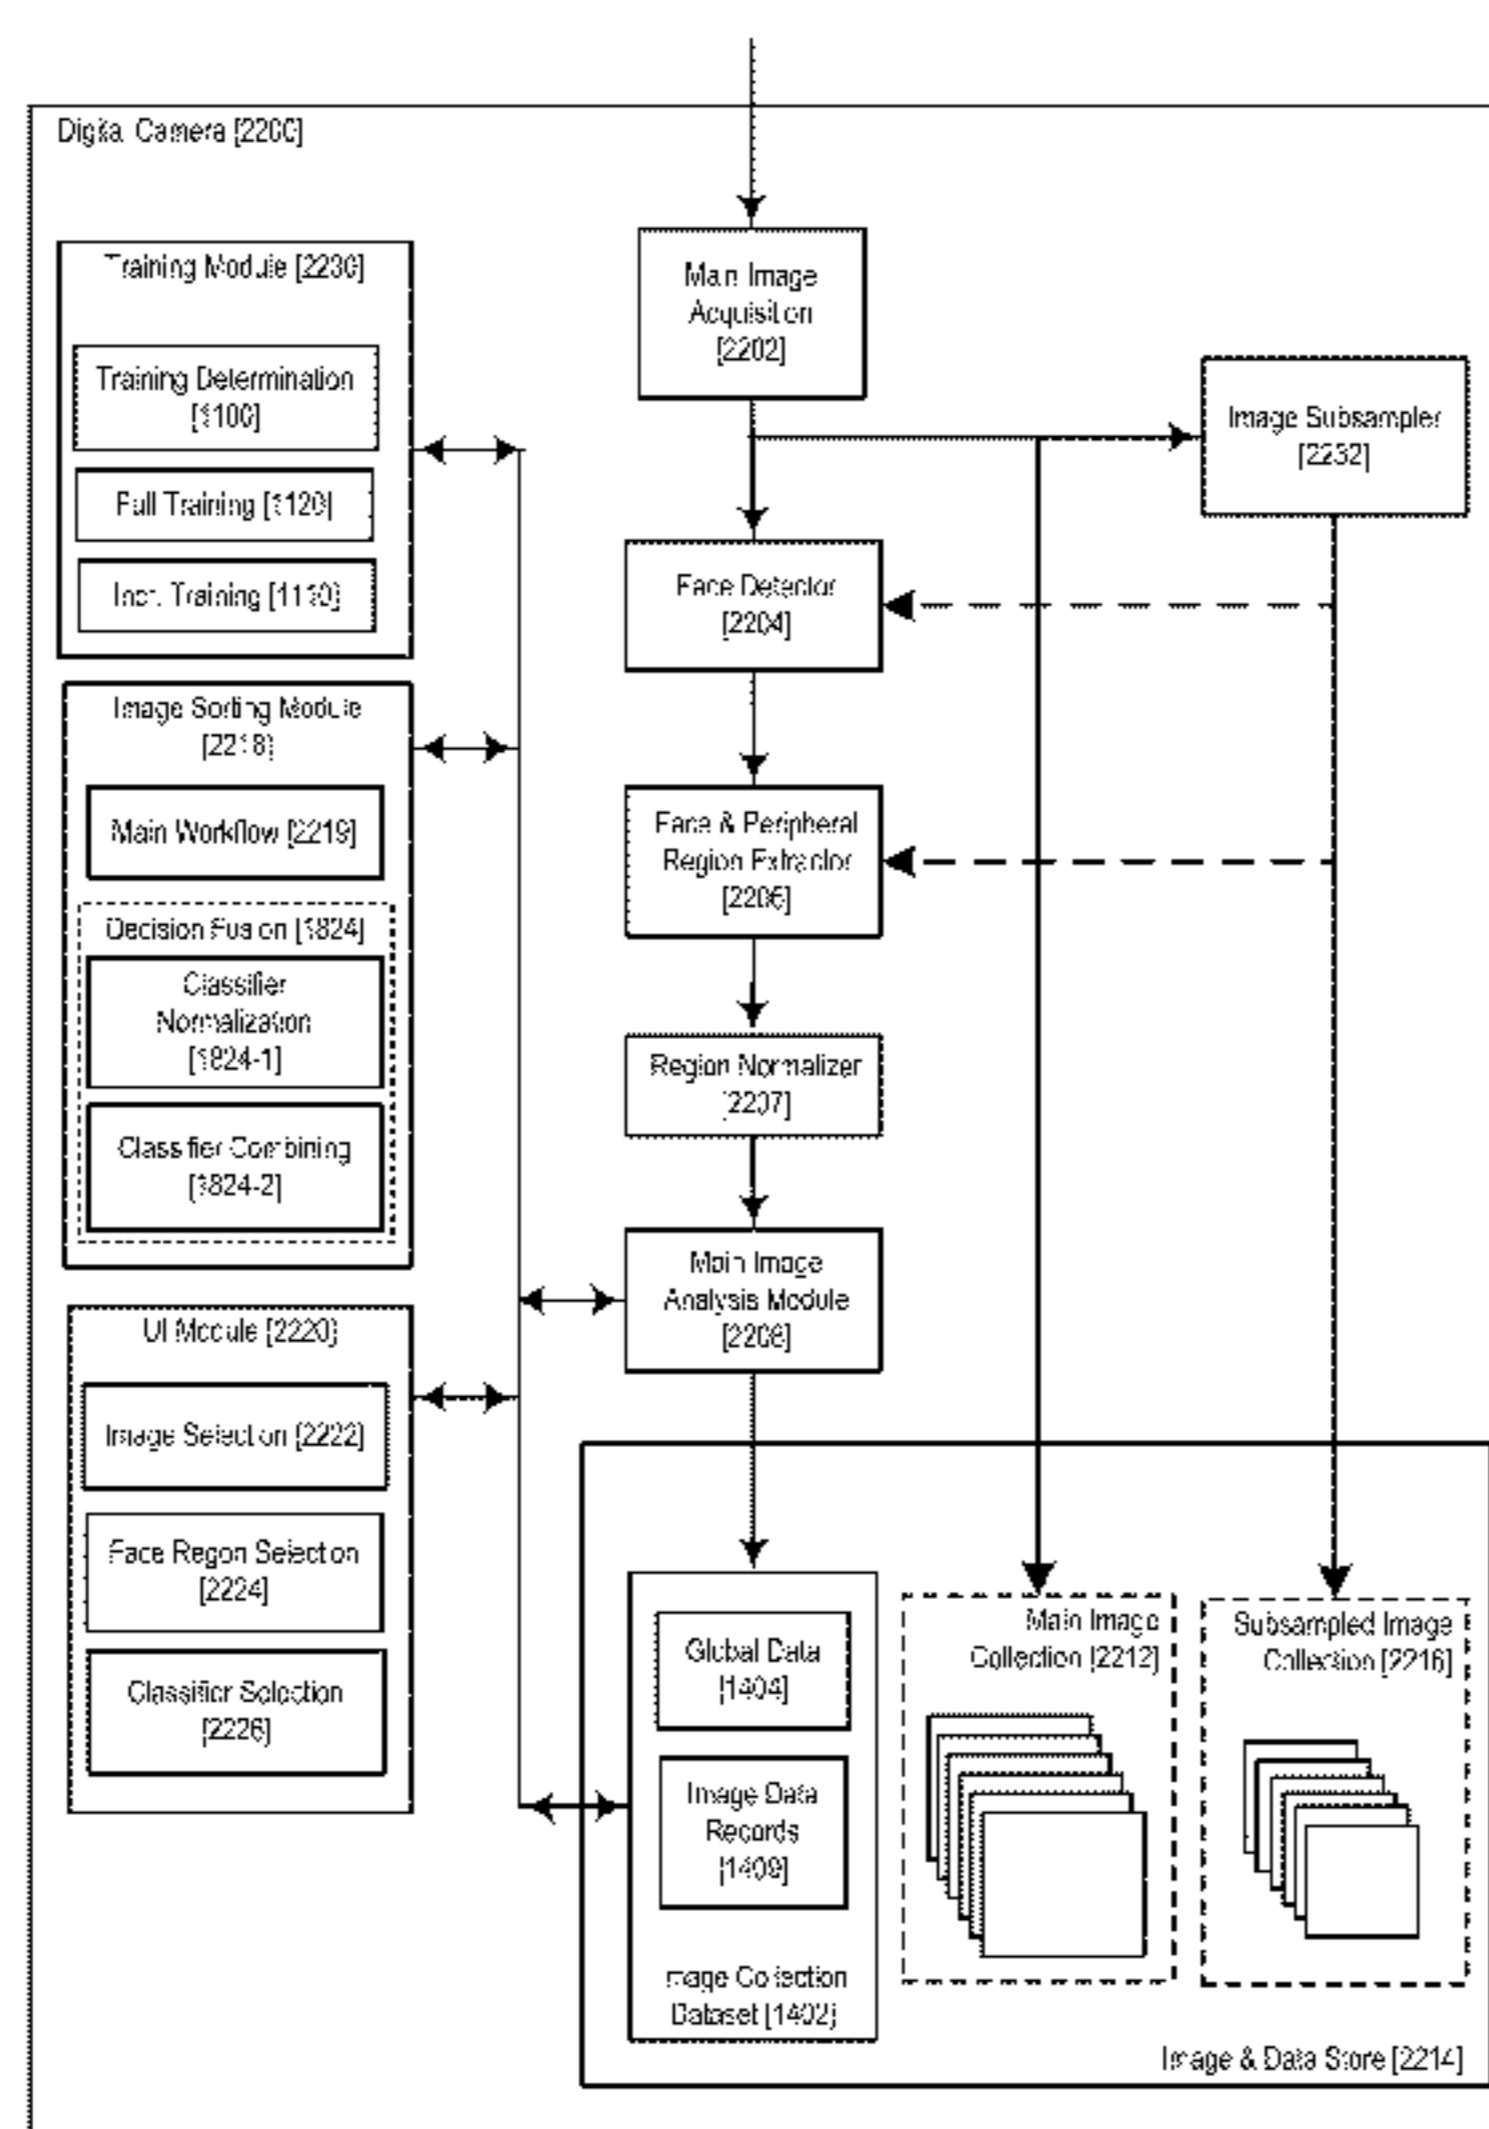 Digital Camera [2200]
Training Module [2230]
Training Determination
[1100]
Full Training [1120]
Incr. Training [1110]
Image Sorting Module
[2218]
Main Workflow [2219]
Decision Fusion [1824]
Classifier
Normalization
[1824-1]
Classifier Combining
[1824-2]
UI Module [2220]
Image Selection [2222]
Face Regon Selection
[2224]
Classifier Selection
[2226]
Main Image
Acquisition
[2202]
Image Subsampler
[2232]
Face Detector
[2204]
Face & Peripheral
Region Extractor
[2206]
Region Normalizer
[2207]
Main Image
Analysis Module
[2208]
Global Data
[1404]
Image Data
Records
[1409]
Image Collection
Dataset [1402]
Main Image
Collection [2212]
Subsampled Image
Collection [2216]
Image & Data Store [2214]